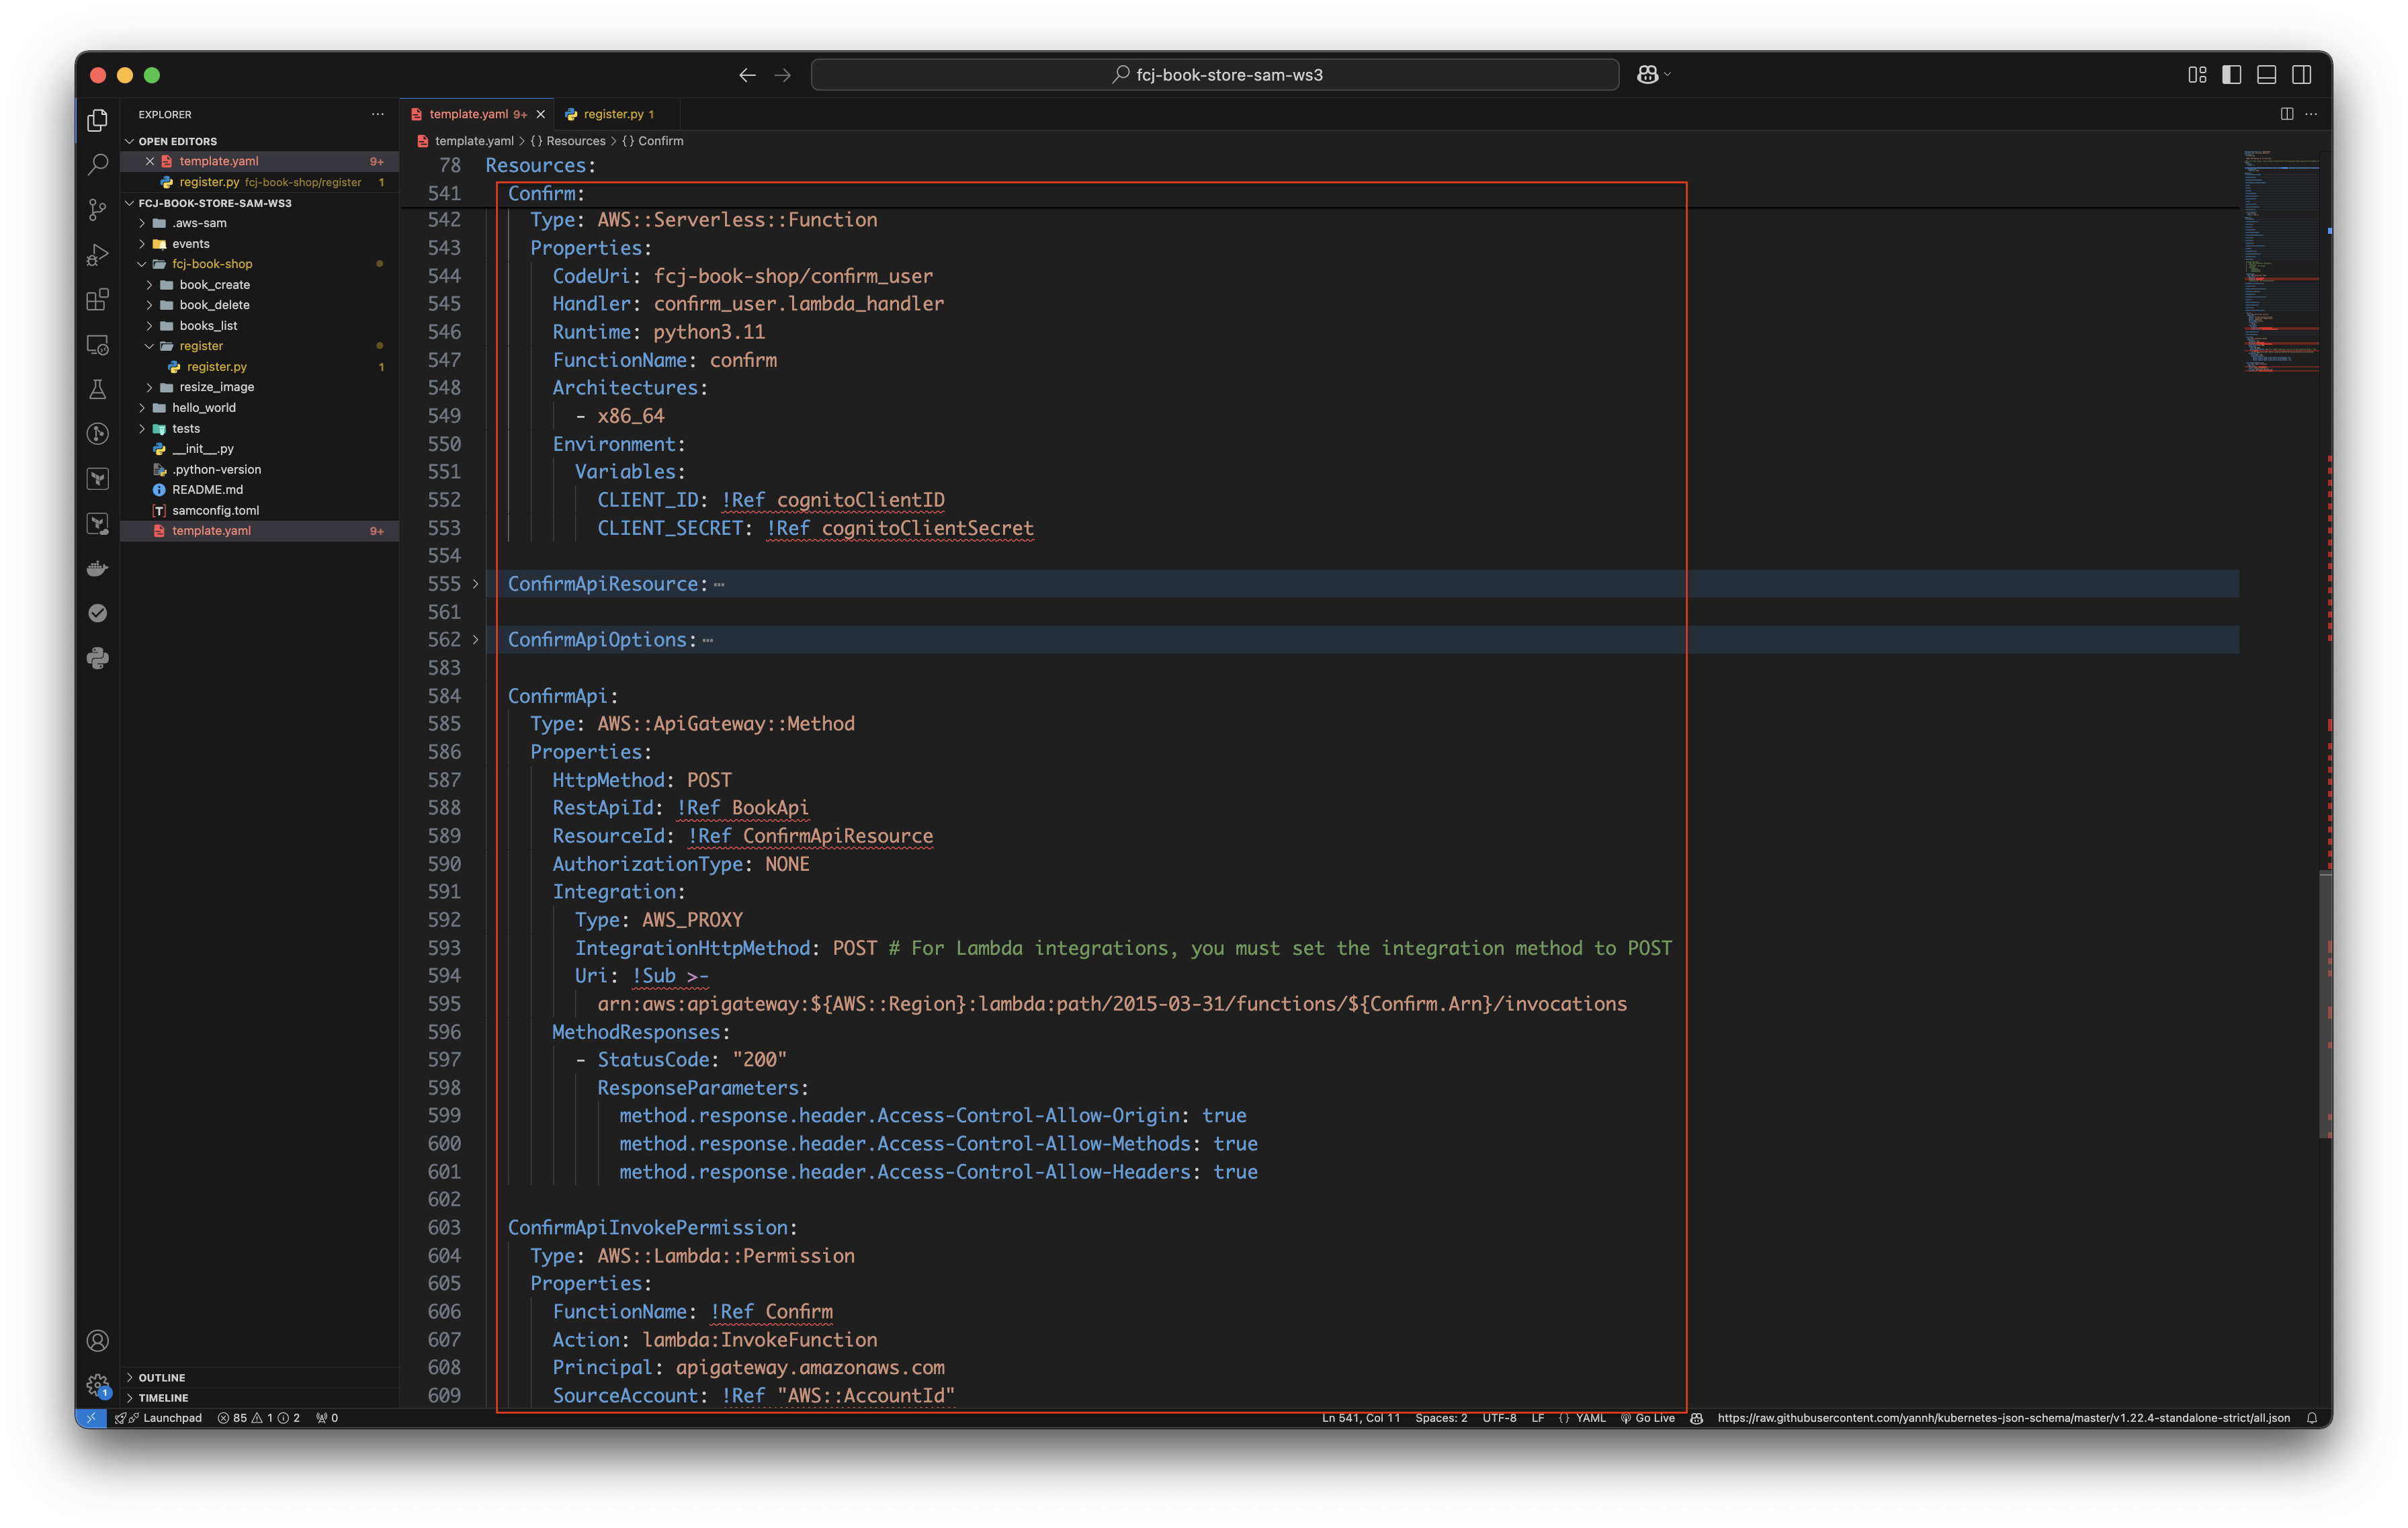 fcj-book-store-sam-ws3
EXPLORER
OPEN EDITORS
template.yaml 9+
register.py fcj-book-shop/register 1
FCJ-BOOK-STORE-SAM-WS3
.aws-sam
events
fcj-book-shop
book_create
book_delete
books_list
register
register.py 1
resize_image
hello_world
tests
__init__.py
.python-version
README.md
samconfig.toml
template.yaml 9+
OUTLINE
TIMELINE
template.yaml 9+
register.py 1
template.yaml > {} Resources > {} Confirm
78 Resources:
541 Confirm:
542 Type: AWS::Serverless::Function
543 Properties:
544 CodeUri: fcj-book-shop/confirm_user
545 Handler: confirm_user.lambda_handler
546 Runtime: python3.11
547 FunctionName: confirm
548 Architectures:
549 - x86_64
550 Environment:
551 Variables:
552 CLIENT_ID: !Ref cognitoClientID
553 CLIENT_SECRET: !Ref cognitoClientSecret
554
555 ConfirmApiResource: ⋯
561
562 ConfirmApiOptions: ⋯
583
584 ConfirmApi:
585 Type: AWS::ApiGateway::Method
586 Properties:
587 HttpMethod: POST
588 RestApiId: !Ref BookApi
589 ResourceId: !Ref ConfirmApiResource
590 AuthorizationType: NONE
591 Integration:
592 Type: AWS_PROXY
593 IntegrationHttpMethod: POST # For Lambda integrations, you must set the integration method to POST
594 Uri: !Sub >-
595 arn:aws:apigateway:${AWS::Region}:lambda:path/2015-03-31/functions/${Confirm.Arn}/invocations
596 MethodResponses:
597 - StatusCode: "200"
598 ResponseParameters:
599 method.response.header.Access-Control-Allow-Origin: true
600 method.response.header.Access-Control-Allow-Methods: true
601 method.response.header.Access-Control-Allow-Headers: true
602
603 ConfirmApiInvokePermission:
604 Type: AWS::Lambda::Permission
605 Properties:
606 FunctionName: !Ref Confirm
607 Action: lambda:InvokeFunction
608 Principal: apigateway.amazonaws.com
609 SourceAccount: !Ref "AWS::AccountId"
1
Launchpad 85 1 2 0
Ln 541, Col 11 Spaces: 2 UTF-8 LF {} YAML Go Live https://raw.githubusercontent.com/yannh/kubernetes-json-schema/master/v1.22.4-standalone-strict/all.json